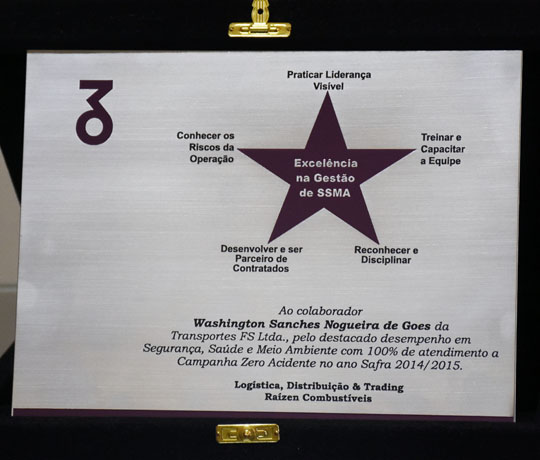 Praticar Liderança
Visível
Conhecer os
Riscos da
Operação
Treinar e
Capacitar
a Equipe
Excelência
na Gestão
de SSMA
Desenvolver e ser
Parceiro de
Contratados
Reconhecer e
Disciplinar
Ao colaborador
Washington Sanches Nogueira de Goes da
Transportes FS Ltda., pelo destacado desempenho em
Segurança, Saúde e Meio Ambiente com 100% de atendimento a
Campanha Zero Acidente no ano Safra 2014/2015.
Logística, Distribuição & Trading
Raízen Combustíveis